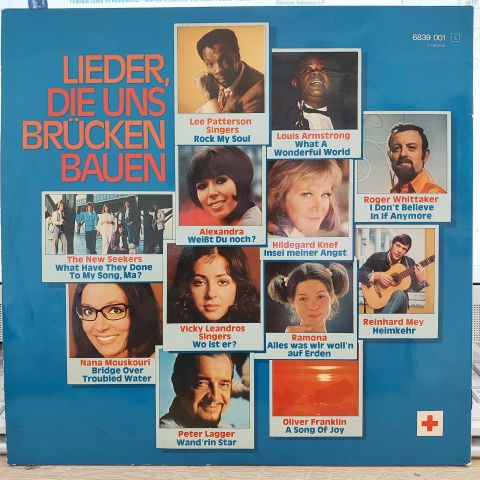 6839 001
LIEDER,
DIE UNS
BRÜCKEN
BAUEN
Lee Patterson
Singers
Rock My Soul
Louis Armstrong
What A
Wonderful World
Roger Whittaker
I Don't Believe
In If Anymore
The New Seekers
What Have They Done
To My Song, Ma?
Alexandra
Weißt Du noch?
Hildegard Knef
Insel meiner Angst
Reinhard Mey
Heimkehr
Nana Mouskouri
Bridge Over
Troubled Water
Vicky Leandros
Singers
Wo ist er?
Ramona
Alles was wir woll'n
auf Erden
Peter Lagger
Wand'rin Star
Oliver Franklin
A Song Of Joy